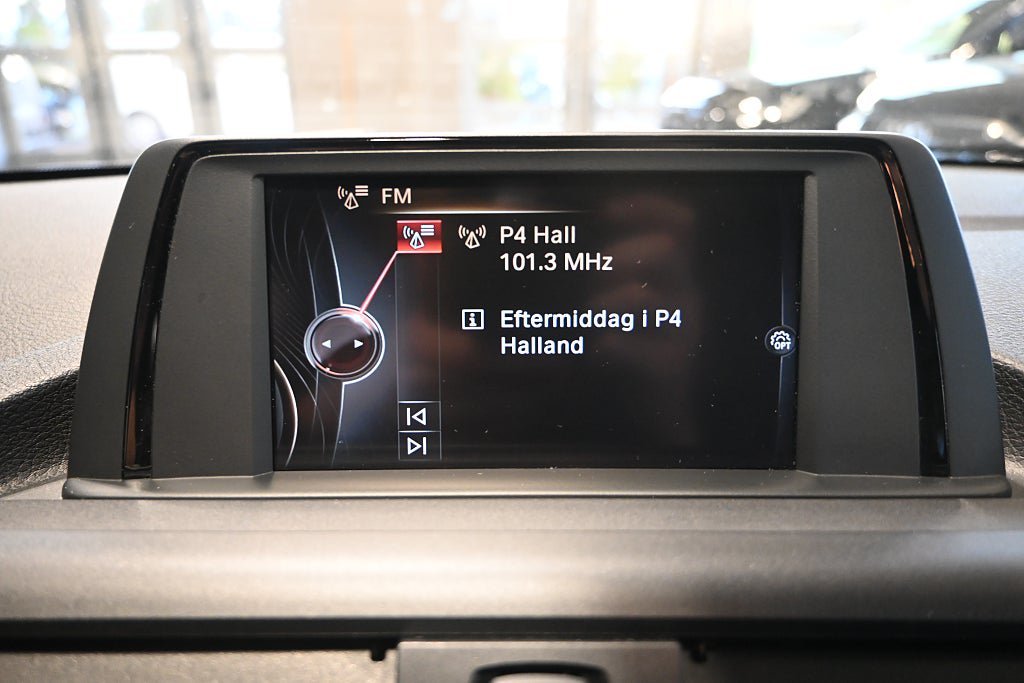 FM
P4 Hall
101.3 MHz
Eftermiddag i P4
Halland
OPT